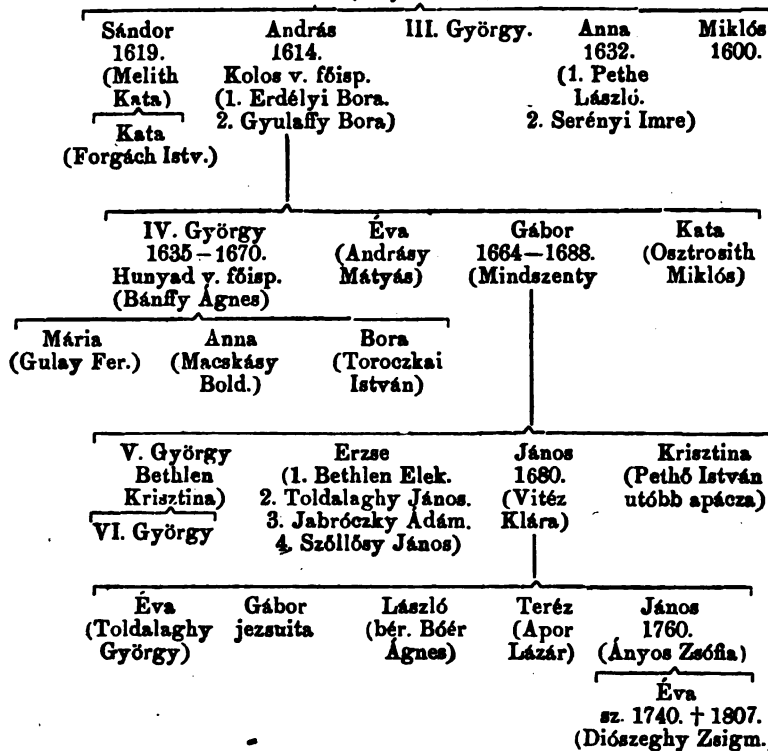 Sándor András III. György. Anna Miklós
1619. 1614. 1632. 1600.
(Melith Kolos v. főisp. (1. Pethe
Kata) (1. Erdélyi Bora. László.
2. Gyulaffy Bora) 2. Serényi Imre)
Kata
(Forgách Istv.)
IV. György Éva Gábor Kata
1635–1670. (Andrásy 1664–1688. (Osztrosith
Hunyad v. főisp. Mátyás) (Mindszenty Miklós)
(Bánffy Ágnes)
Mária Anna Bora
(Gulay Fer.) (Macskásy (Toroczkai
Bold.) István)
V. György Erzse János Krisztina
Bethlen (1. Bethlen Elek. 1680. (Pethő István
Krisztina) 2. Toldalaghy János. (Vitéz utóbb apácza)
3. Jabróczky Ádám. Klára)
VI. György 4. Szőllősy János)
Éva Gábor László Teréz János
(Toldalaghy jezsuita (bér. Bóér (Apor 1760.
György) Ágnes) Lázár) (Ányos Zsófia)
Éva
sz. 1740. † 1807.
(Diószeghy Zsigm.